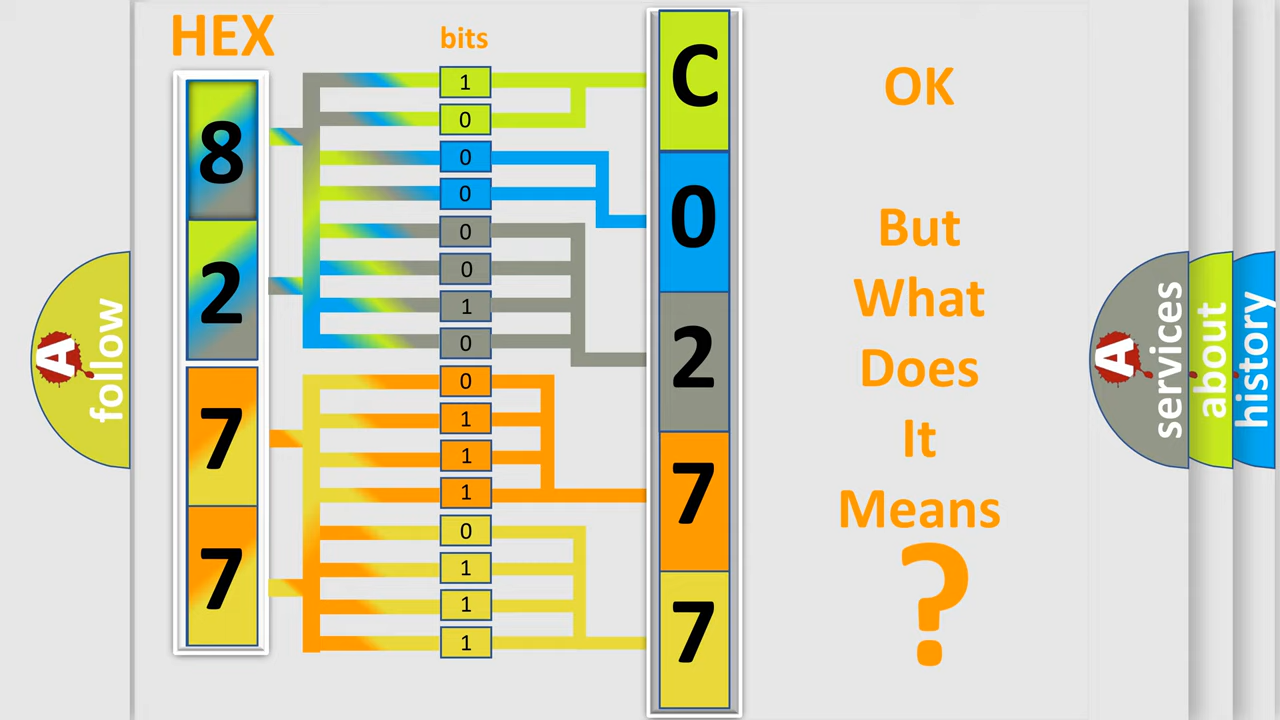 HEX
8
2
7
7
bits
1
0
0
0
0
0
1
0
0
1
1
1
0
1
1
1
C
0
2
7
7
OK
But
What
Does
It
Means
?
A
follow
A
services
about
history